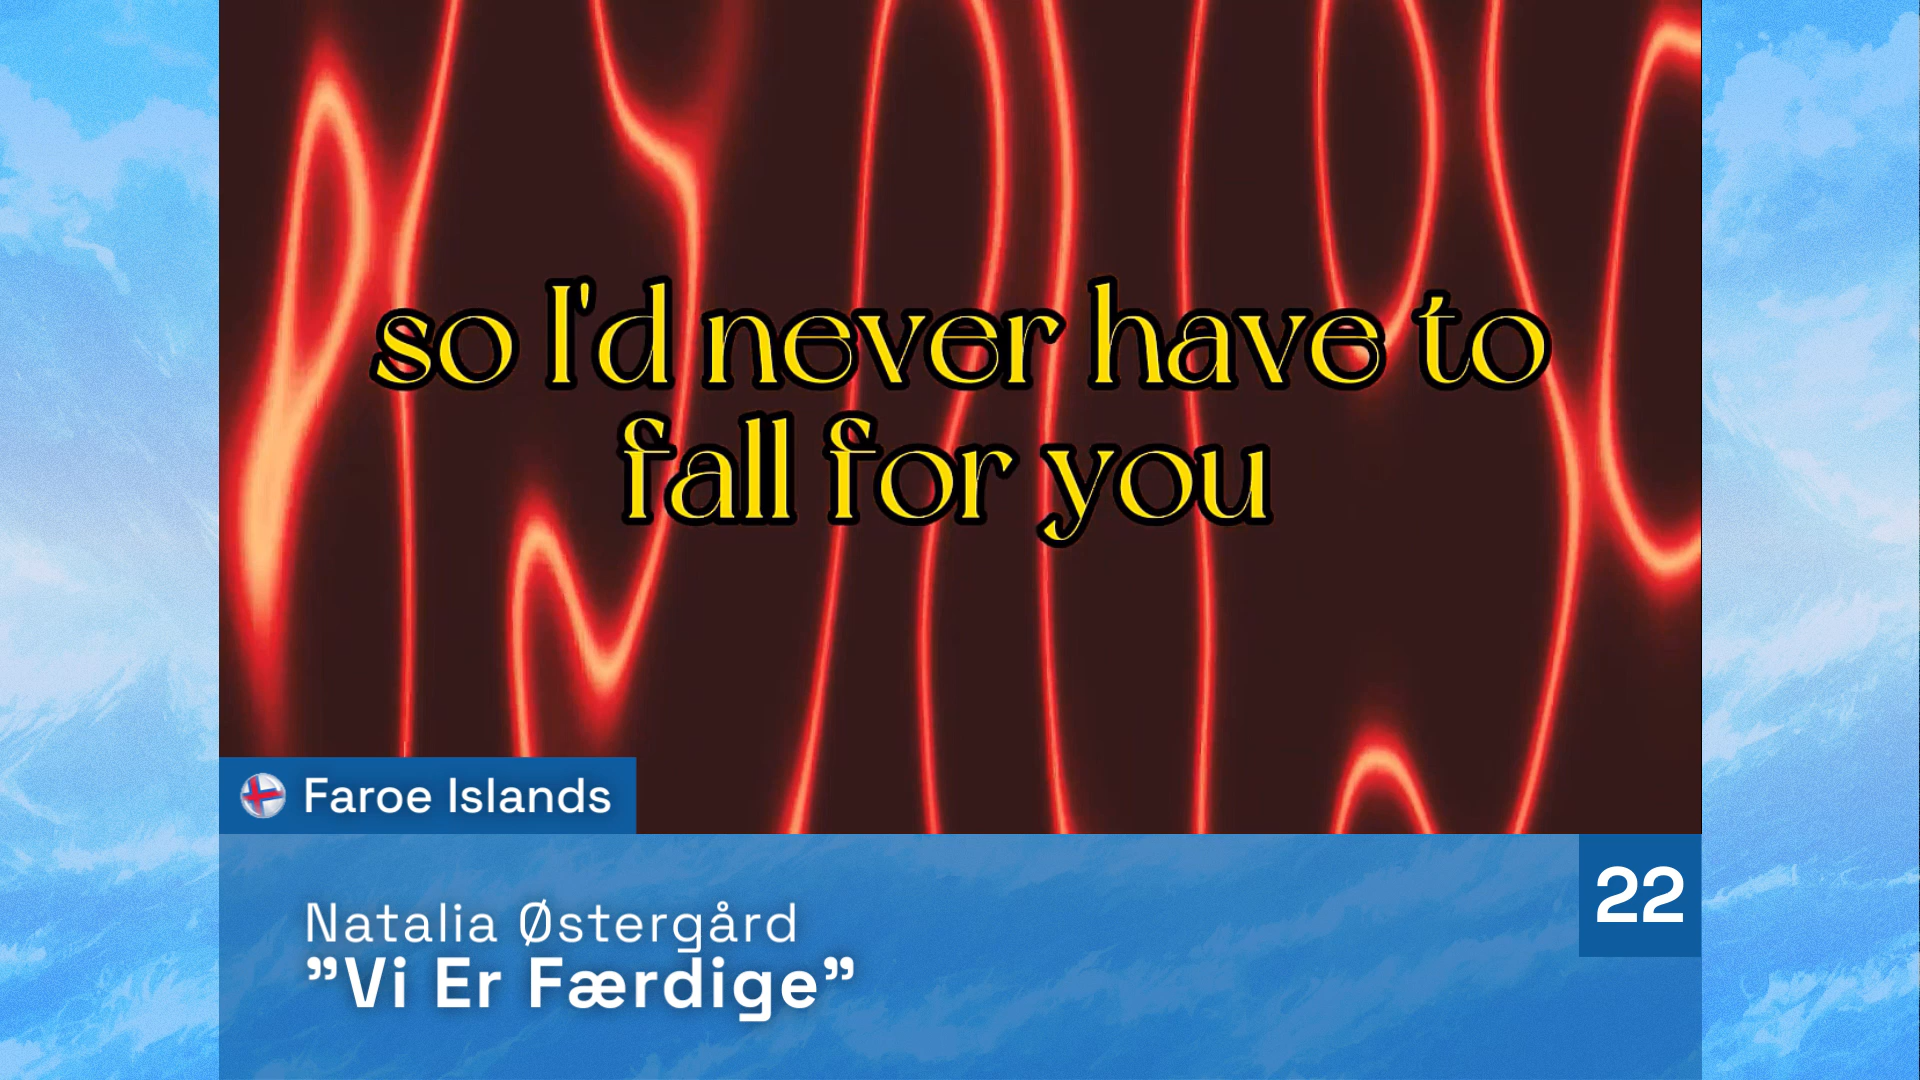 so I'd never have to
fall for you
Faroe Islands
22
Natalia Østergård
”Vi Er Færdige”